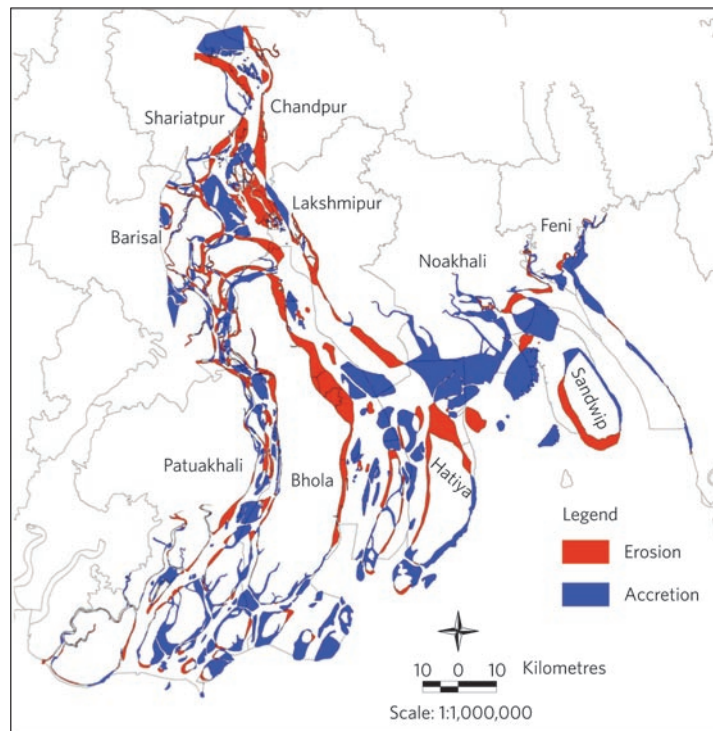 Shariatpur
Chandpur
Lakshmipur
Barisal
Feni
Noakhali
Sandwip
Patuakhali
Bhola
Hatiya
Legend
Erosion
Accretion
10 0 10 Kilometres
Scale: 1:1,000,000